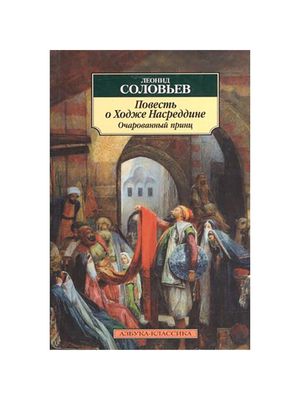 ЛЕОНИД
СОЛОВЬЕВ
Повесть
о Ходже Насреддине
Очарованный принц
АЗБУКА-КЛАССИКА